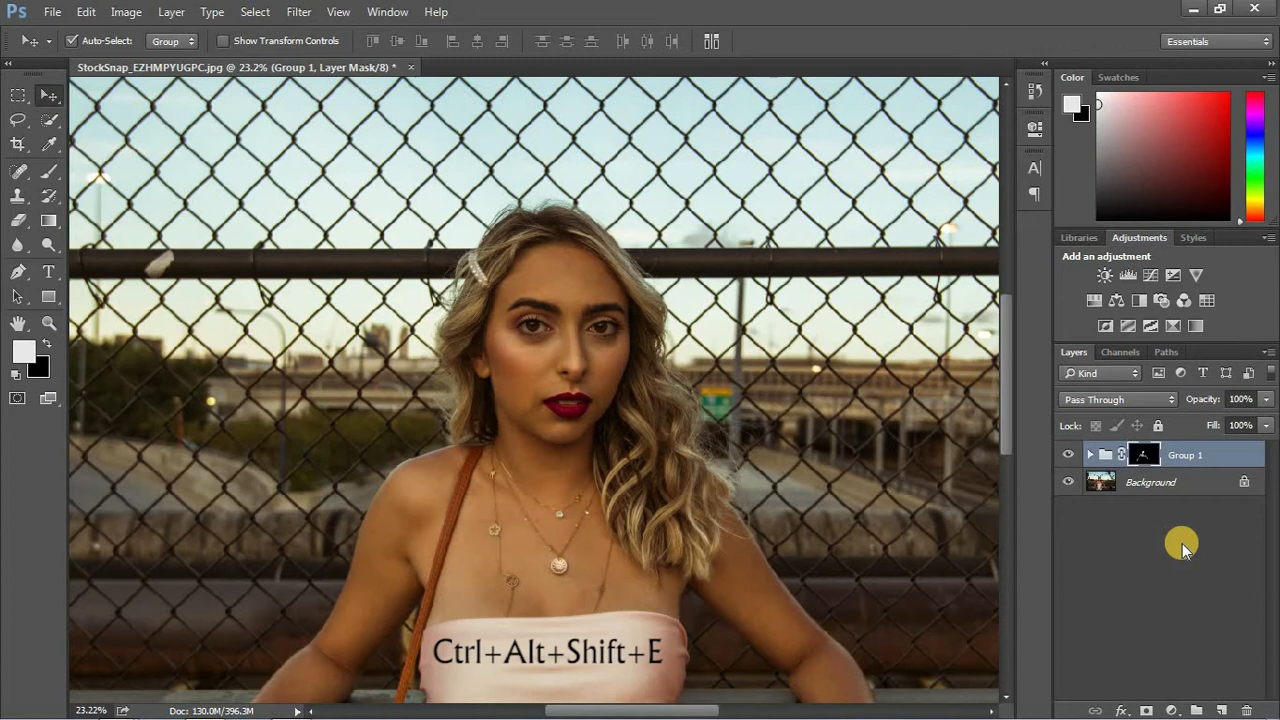 Ps File Edit Image Layer Type Select Filter 3D View Window Help
Auto-Select: Group Show Transform Controls Essentials
StockSnap_EZHMPYUGPC.jpg @ 23.2% (Group 1, Layer Mask/8) * ×
Color Swatches
Libraries Adjustments Styles
Add an adjustment
Layers Channels Paths
Kind
Pass Through Opacity: 100%
Lock: Fill: 100%
Group 1
Background
Ctrl+Alt+Shift+E
23.22% Doc: 130.0M/396.3M